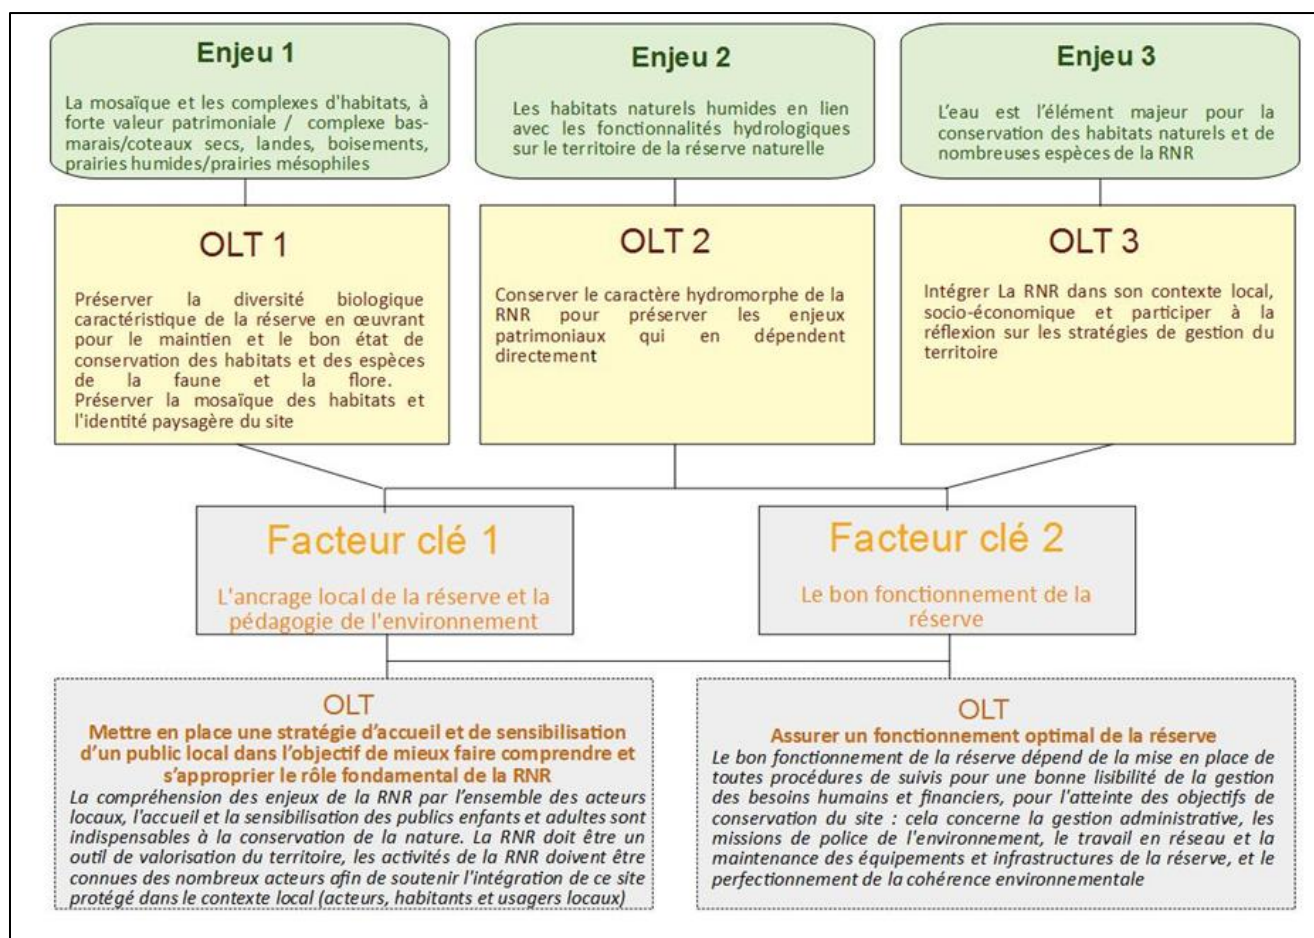 Enjeu 1
La mosaïque et les complexes d'habitats, à
forte valeur patrimoniale / complexe bas-
marais/coteaux secs, landes, boisements,
prairies humides/prairies mésophiles
Enjeu 2
Les habitats naturels humides en lien
avec les fonctionnalités hydrologiques
sur le territoire de la réserve naturelle
Enjeu 3
L'eau est l'élément majeur pour la
conservation des habitats naturels et de
nombreuses espèces de la RNR
OLT 1
Préserver la diversité biologique
caractéristique de la réserve en œuvrant
pour le maintien et le bon état de
conservation des habitats et des espèces
de la faune et la flore.
Préserver la mosaïque des habitats et
l'identité paysagère du site
OLT 2
Conserver le caractère hydromorphe de la
RNR pour préserver les enjeux
patrimoniaux qui en dépendent
directement
OLT 3
Intégrer La RNR dans son contexte local,
socio-économique et participer à la
réflexion sur les stratégies de gestion du
territoire
Facteur clé 1
L'ancrage local de la réserve et la
pédagogie de l'environnement
Facteur clé 2
Le bon fonctionnement de la
réserve
OLT
Mettre en place une stratégie d'accueil et de sensibilisation
d'un public local dans l'objectif de mieux faire comprendre et
s'approprier le rôle fondamental de la RNR
La compréhension des enjeux de la RNR par l'ensemble des acteurs
locaux, l'accueil et la sensibilisation des publics enfants et adultes sont
indispensables à la conservation de la nature. La RNR doit être un
outil de valorisation du territoire, les activités de la RNR doivent être
connues des nombreux acteurs afin de soutenir l'intégration de ce site
protégé dans le contexte local (acteurs, habitants et usagers locaux)
OLT
Assurer un fonctionnement optimal de la réserve
Le bon fonctionnement de la réserve dépend de la mise en place de
toutes procédures de suivis pour une bonne lisibilité de la gestion
des besoins humains et financiers, pour l'atteinte des objectifs de
conservation du site : cela concerne la gestion administrative, les
missions de police de l'environnement, le travail en réseau et la
maintenance des équipements et infrastructures de la réserve, et le
perfectionnement de la cohérence environnementale